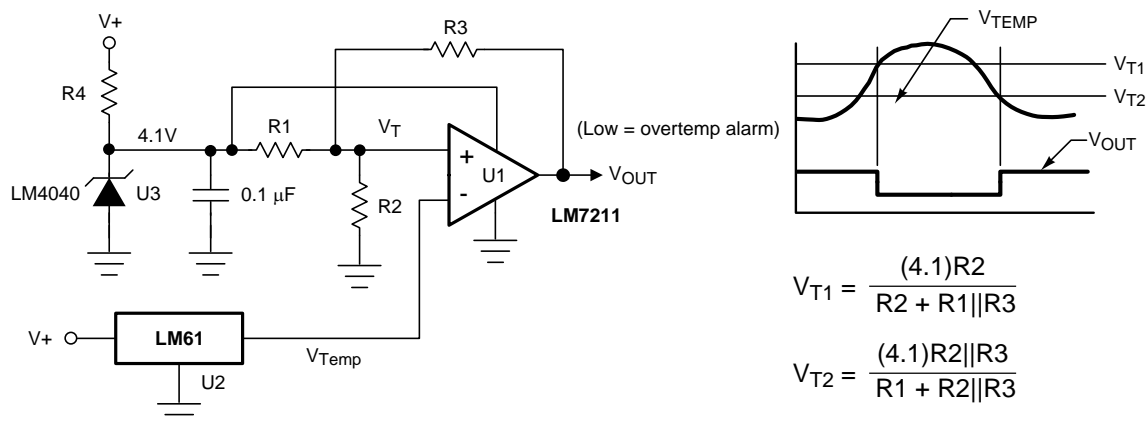 V+
R4
4.1V
LM4040
U3
0.1 μF
R1
R3
VT
R2
+
-
U1
LM7211
(Low = overtemp alarm)
VOUT
V+
LM61
U2
VTemp
VTEMP
VT1
VT2
VOUT
VT1 = (4.1)R2 / R2 + R1||R3
VT2 = (4.1)R2||R3 / R1 + R2||R3